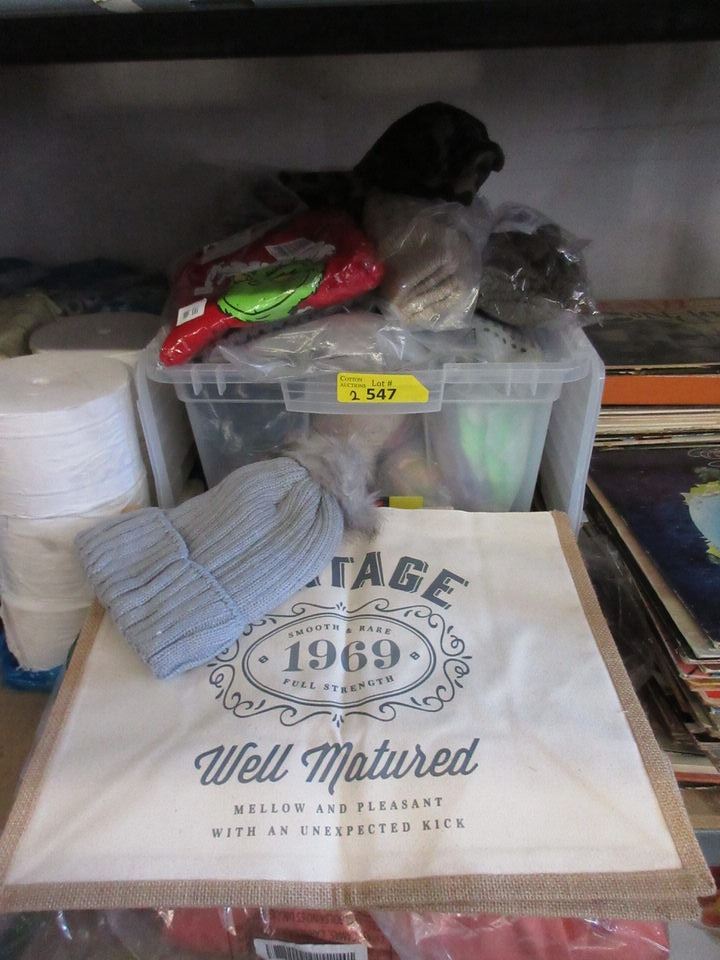 COTTON
AUCTIONS
Lot #
2 547
TAGE
SMOOTH & RARE
1969
FULL STRENGTH
Well Matured
MELLOW AND PLEASANT
WITH AN UNEXPECTED KICK